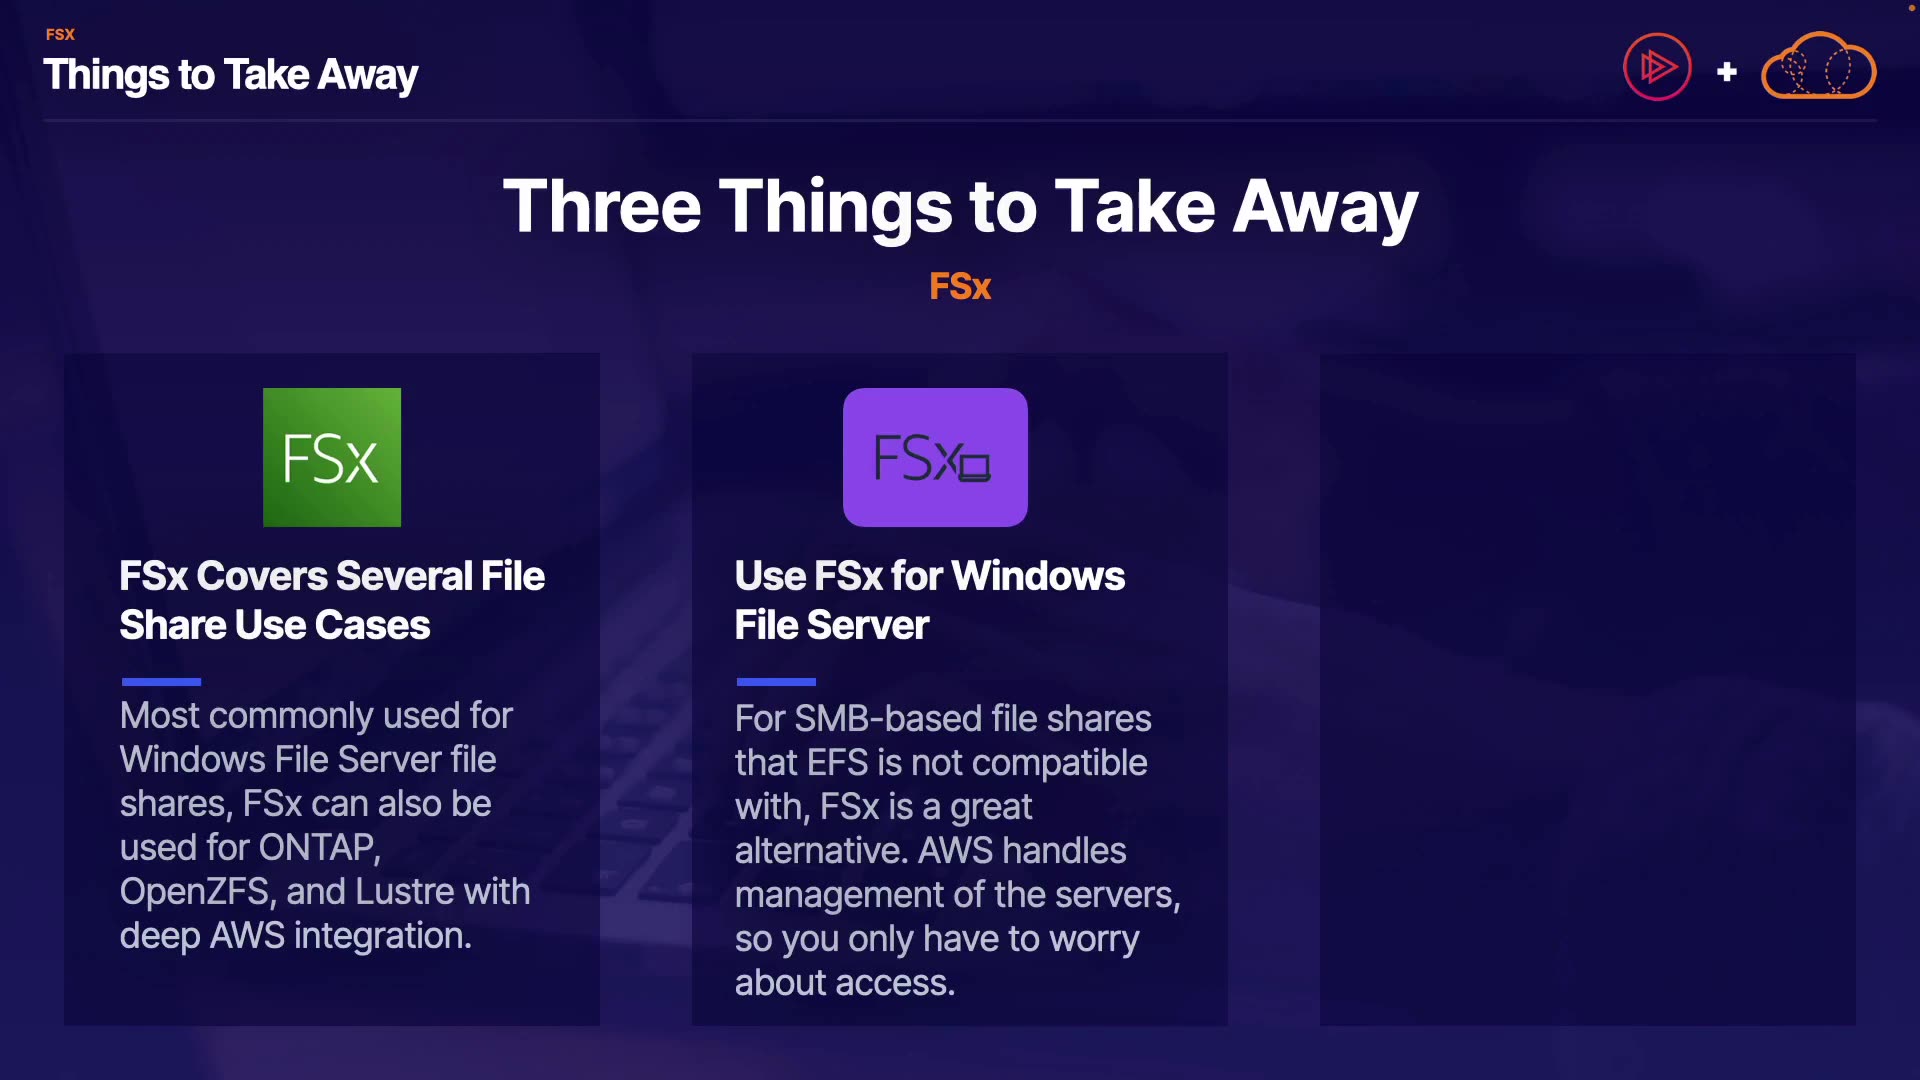 FSX
Things to Take Away
Three Things to Take Away
FSx
FSx
FSx Covers Several File
Share Use Cases
Most commonly used for
Windows File Server file
shares, FSx can also be
used for ONTAP,
OpenZFS, and Lustre with
deep AWS integration.
FSx
Use FSx for Windows
File Server
For SMB-based file shares
that EFS is not compatible
with, FSx is a great
alternative. AWS handles
management of the servers,
so you only have to worry
about access.